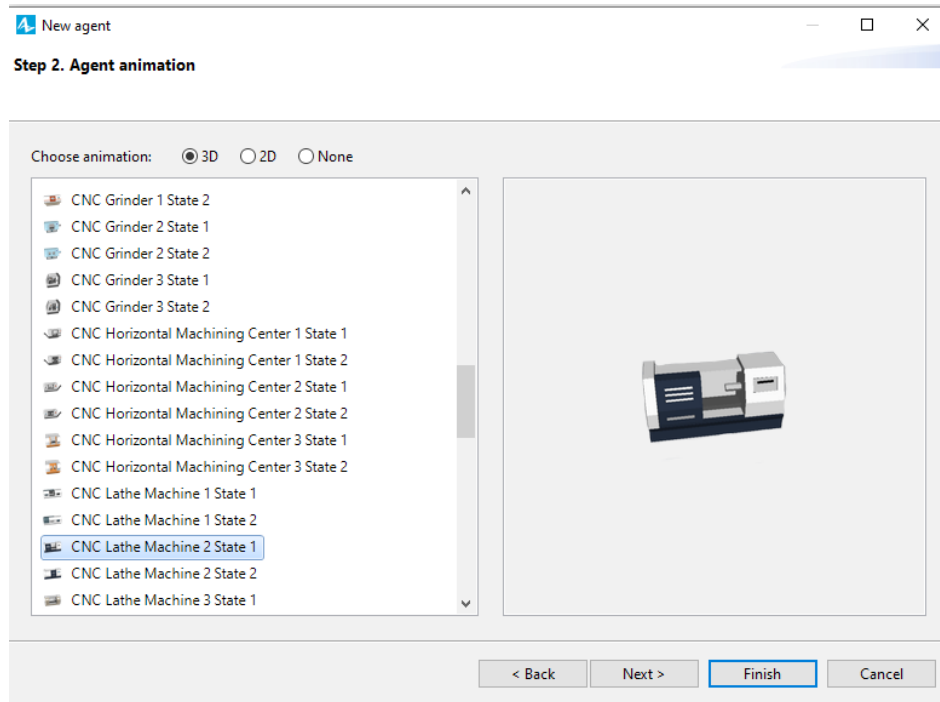 New agent
Step 2. Agent animation
Choose animation: 3D 2D None
CNC Grinder 1 State 2
CNC Grinder 2 State 1
CNC Grinder 2 State 2
CNC Grinder 3 State 1
CNC Grinder 3 State 2
CNC Horizontal Machining Center 1 State 1
CNC Horizontal Machining Center 1 State 2
CNC Horizontal Machining Center 2 State 1
CNC Horizontal Machining Center 2 State 2
CNC Horizontal Machining Center 3 State 1
CNC Horizontal Machining Center 3 State 2
CNC Lathe Machine 1 State 1
CNC Lathe Machine 1 State 2
CNC Lathe Machine 2 State 1
CNC Lathe Machine 2 State 2
CNC Lathe Machine 3 State 1
< Back Next > Finish Cancel